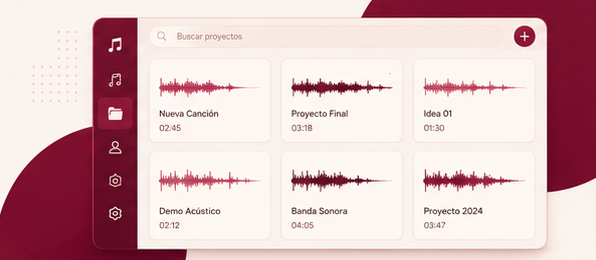 Buscar proyectos
Nueva Canción
02:45
Proyecto Final
03:18
Idea 01
01:30
Demo Acústico
02:12
Banda Sonora
04:05
Proyecto 2024
03:47